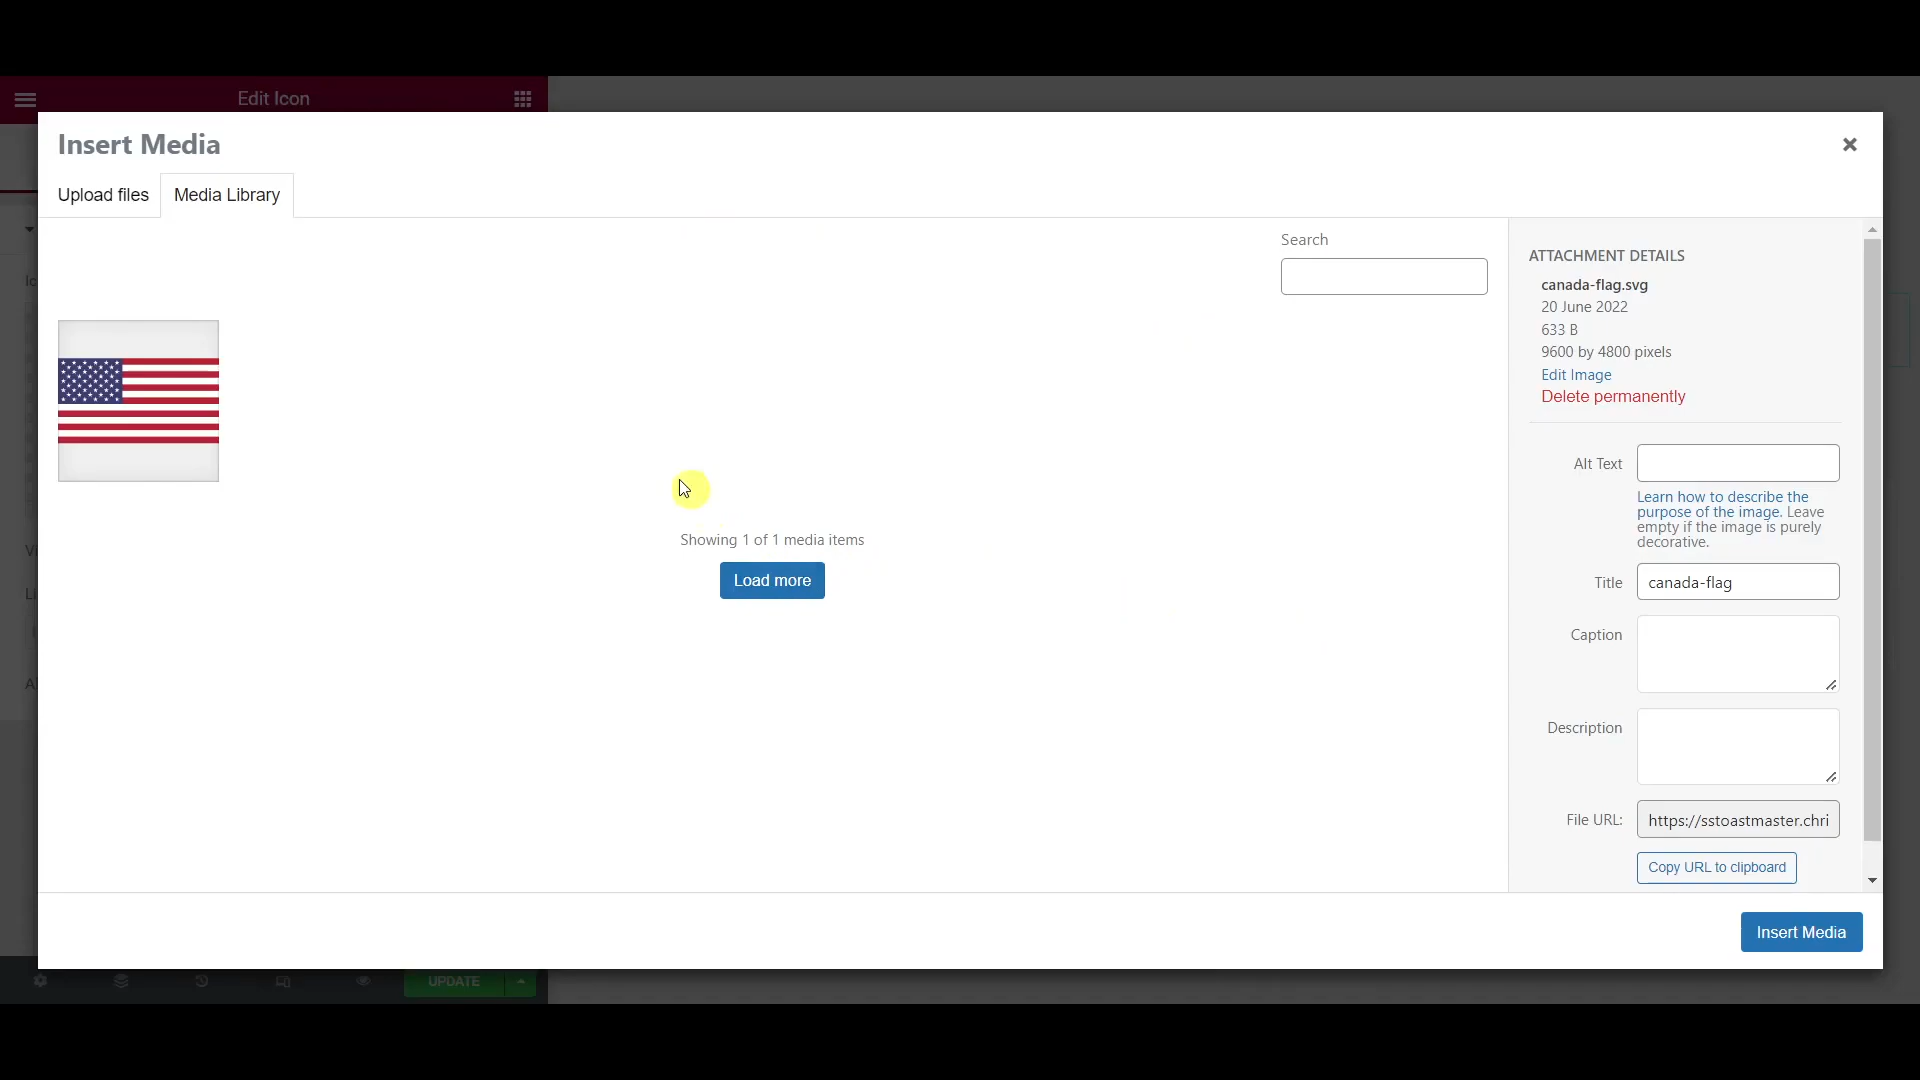 Edit Icon
Insert Media
Upload files
Media Library
Search
ATTACHMENT DETAILS
canada-flag.svg
20 June 2022
633 B
9600 by 4800 pixels
Edit Image
Delete permanently
Alt Text
Learn how to describe the
purpose of the image. Leave
empty if the image is purely
decorative.
Showing 1 of 1 media items
Load more
Title
canada-flag
Caption
Description
File URL:
https://sstoastmaster.chri
Copy URL to clipboard
Insert Media
UPDATE